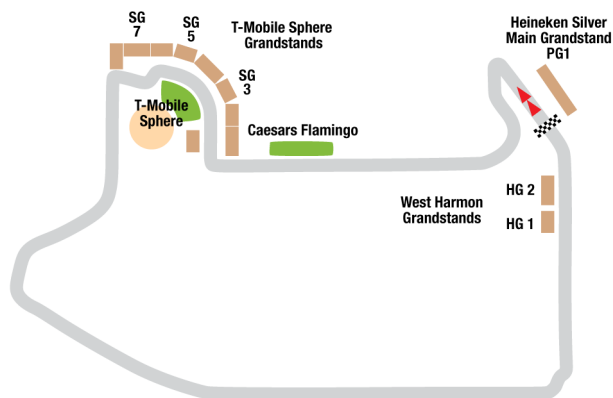 SG
7
SG
5
T-Mobile Sphere
Grandstands
SG
3
Heineken Silver
Main Grandstand
PG1
T-Mobile
Sphere
Caesars Flamingo
West Harmon
Grandstands
HG 2
HG 1